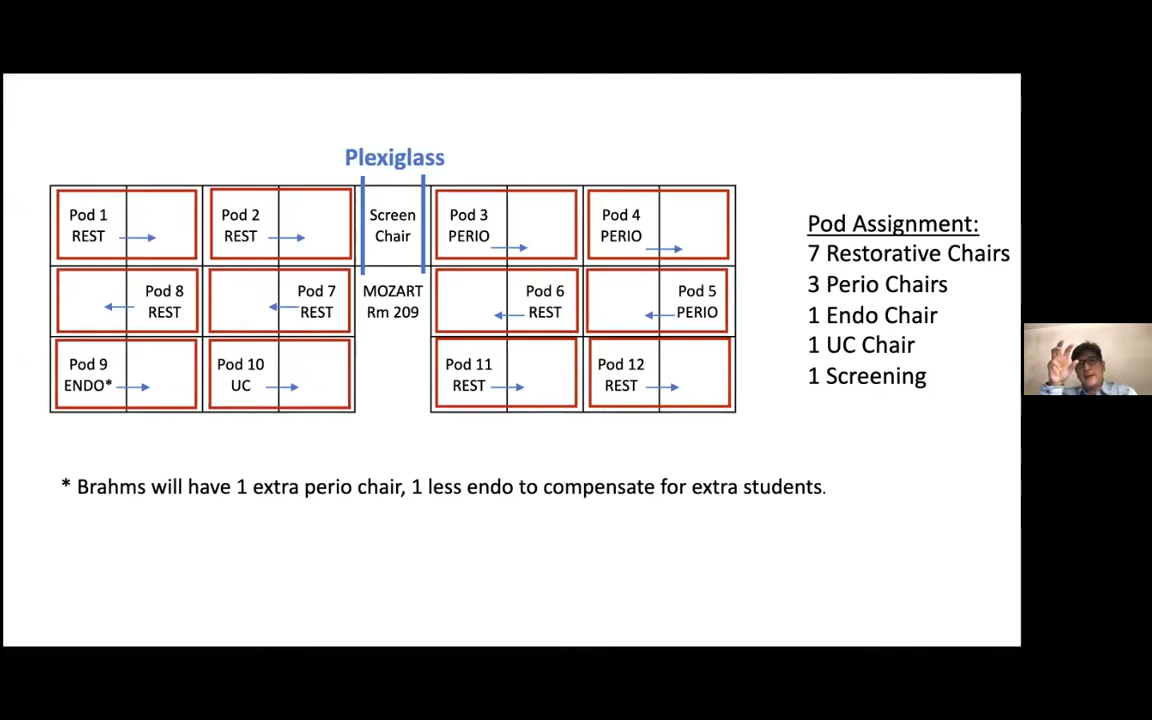 Plexiglass
Pod 1
REST
Pod 2
REST
Screen
Chair
Pod 3
PERIO
Pod 4
PERIO
Pod 8
REST
Pod 7
REST
MOZART
Rm 209
Pod 6
REST
Pod 5
PERIO
Pod 9
ENDO*
Pod 10
UC
Pod 11
REST
Pod 12
REST
Pod Assignment:
7 Restorative Chairs
3 Perio Chairs
1 Endo Chair
1 UC Chair
1 Screening
* Brahms will have 1 extra perio chair, 1 less endo to compensate for extra students.